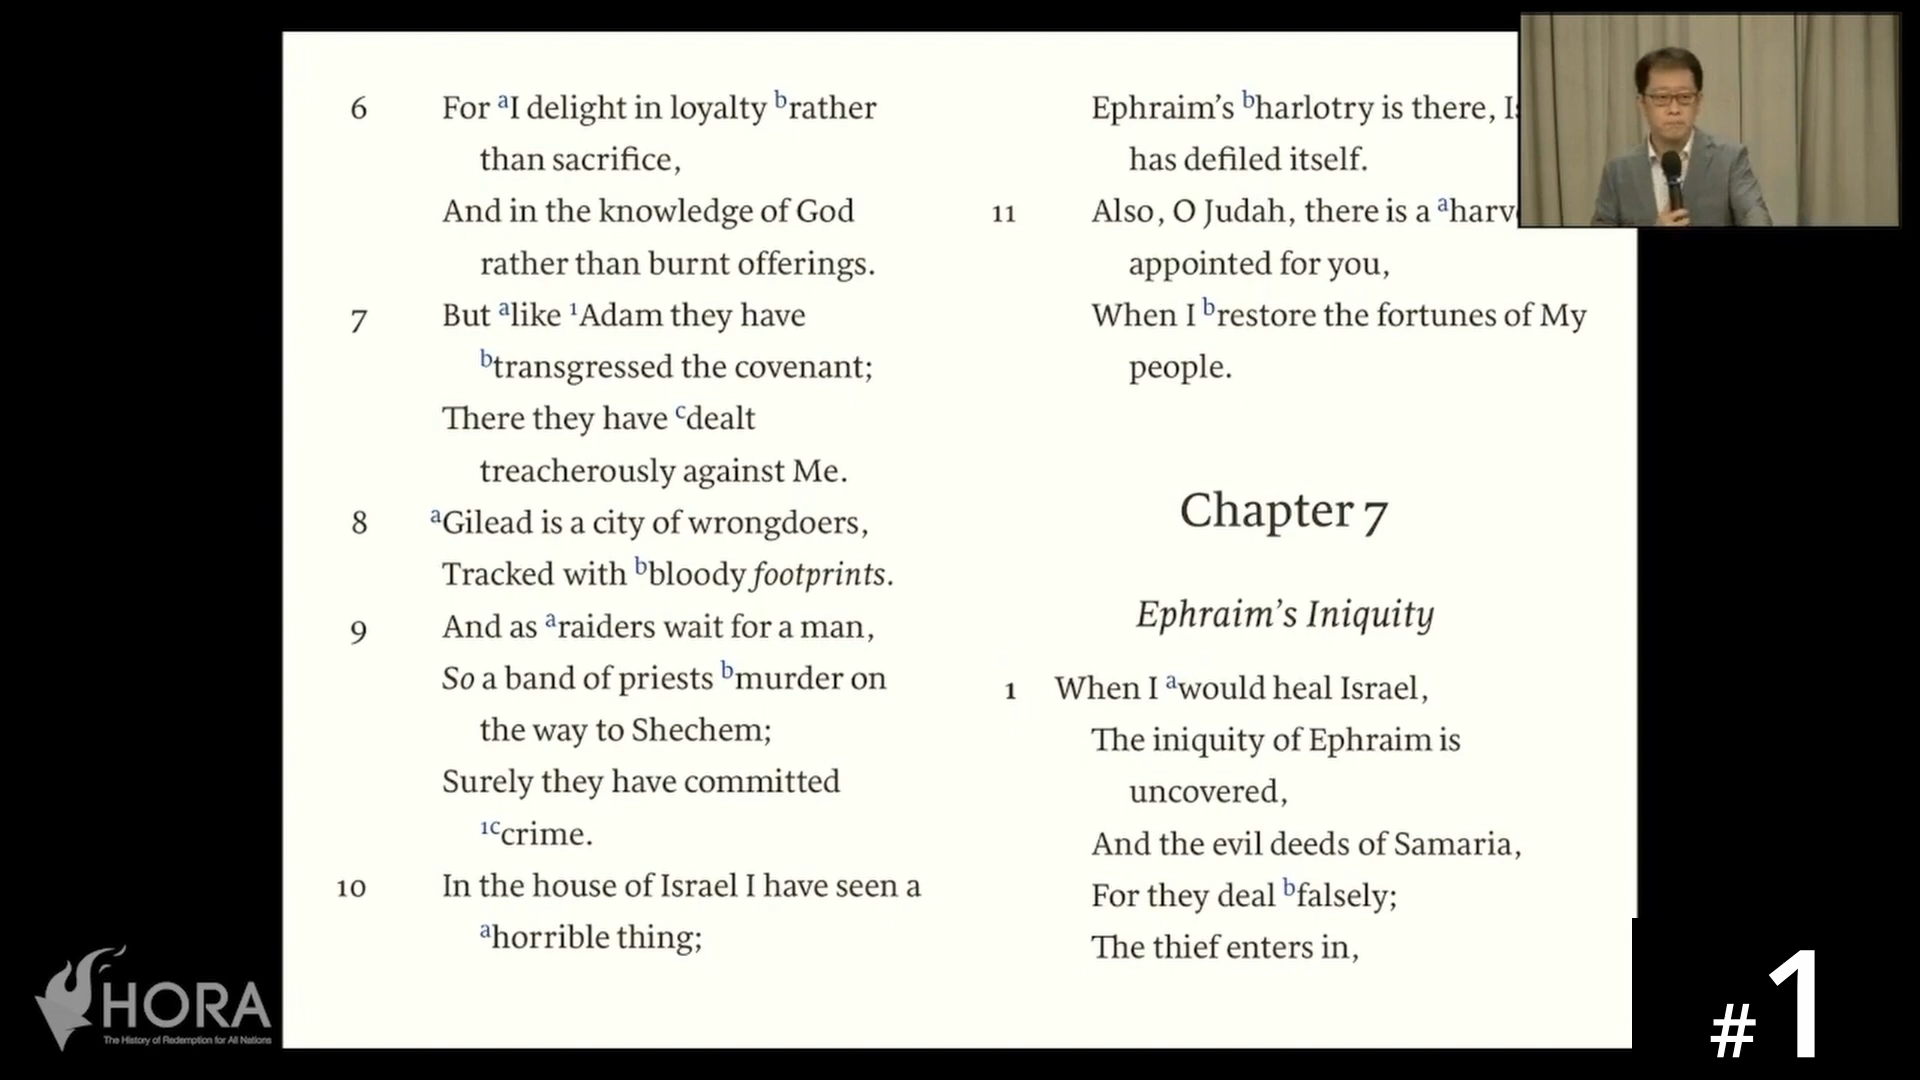 6 For aI delight in loyalty brather
than sacrifice,
And in the knowledge of God
rather than burnt offerings.
7 But alike 1Adam they have
btransgressed the covenant;
There they have cdealt
treacherously against Me.
8 aGilead is a city of wrongdoers,
Tracked with bbloody footprints.
9 And as araiders wait for a man,
So a band of priests bmurder on
the way to Shechem;
Surely they have committed
1ccrime.
10 In the house of Israel I have seen a
ahorrible thing;
Ephraim’s bharlotry is there,
has defiled itself.
11 Also, O Judah, there is a
appointed for you,
When I brestore the fortunes of My
people.
Chapter 7
Ephraim’s Iniquity
1 When I awould heal Israel,
The iniquity of Ephraim is
uncovered,
And the evil deeds of Samaria,
For they deal bfalsely;
The thief enters in,
HORA
The History of Redemption for All Nations
#1